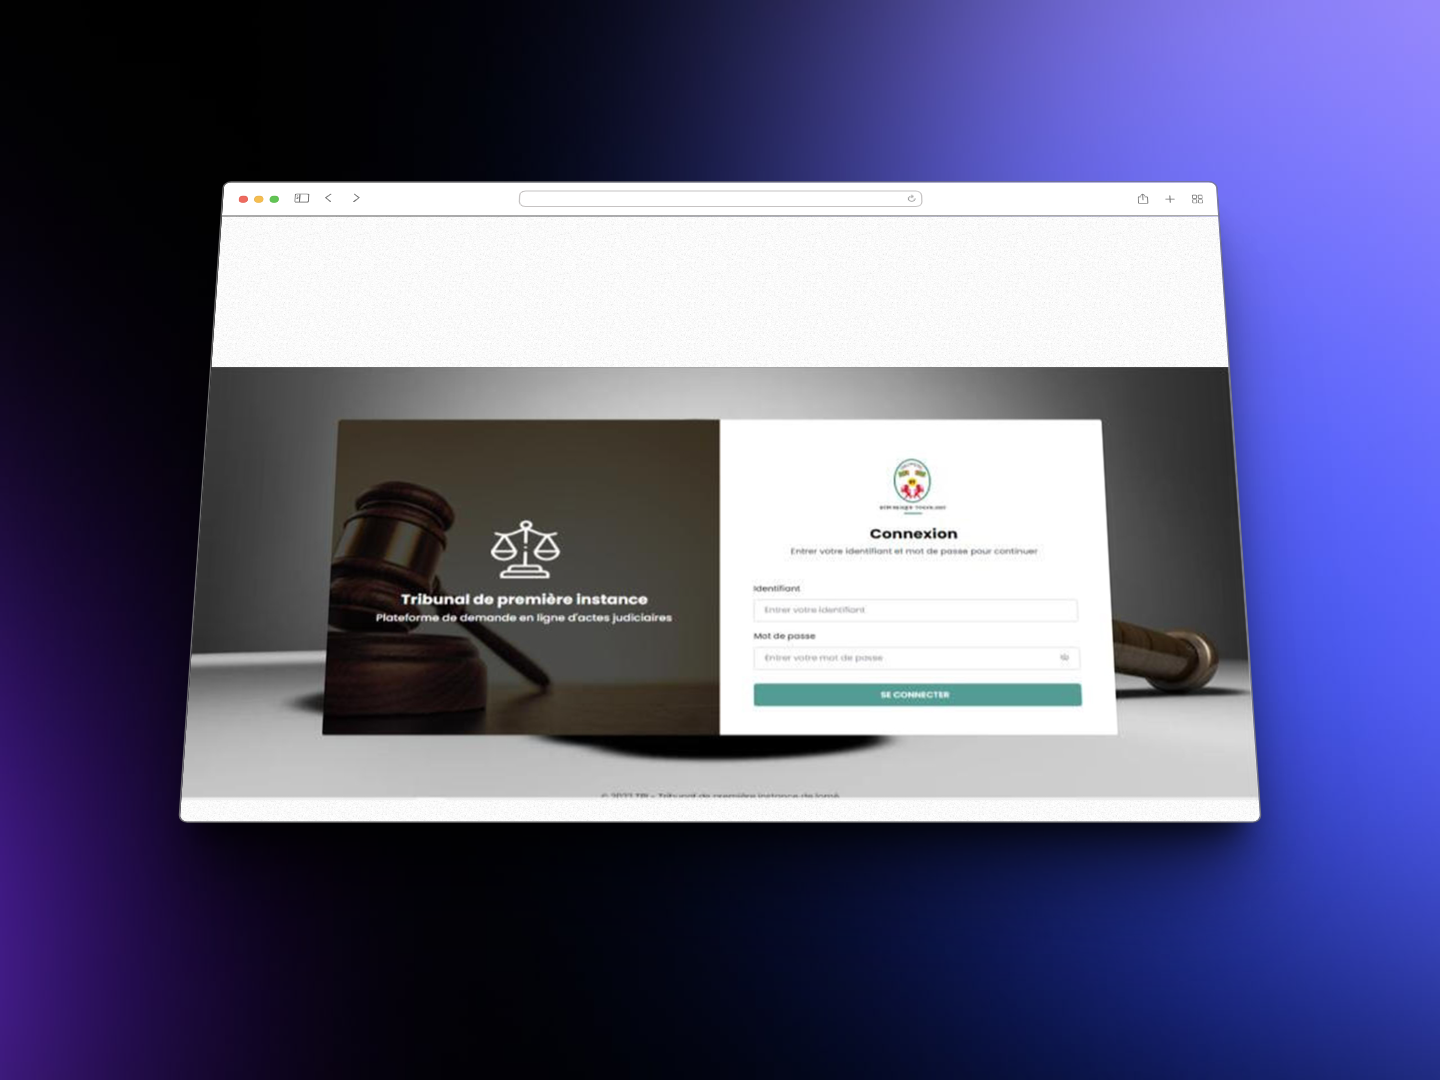 RÉPUBLIQUE TOGOLAISE
Connexion
Entrer votre identifiant et mot de passe pour continuer
Tribunal de première instance
Plateforme de demande en ligne d'actes judiciaires
Identifiant
Entrer votre identifiant
Mot de passe
Entrer votre mot de passe
SE CONNECTER
Tribunal de première instance de lomé